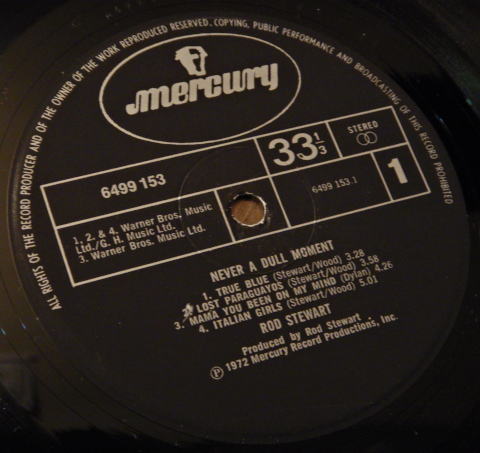 ALL RIGHTS OF THE RECORD PRODUCER AND OF THE OWNER OF THE WORK REPRODUCED RESERVED. COPYING, PUBLIC PERFORMANCE AND BROADCASTING OF THIS RECORD PROHIBITED
mercury
6499 153
33 1/3
STEREO
1, 2. & 4. Warner Bros. Music
Ltd./G. H. Music Ltd.
3. Warner Bros. Music Ltd.
6499 153.1
1
NEVER A DULL MOMENT
1. TRUE BLUE (Stewart/Wood) 3.28
2. LOST PARAGUAYOS (Stewart/Wood) 3.58
3. MAMA YOU BEEN ON MY MIND (Dylan) 4.26
4. ITALIAN GIRLS (Stewart/Wood) 5.01
ROD STEWART
Produced by Rod Stewart
℗ 1972 Mercury Record Productions, Inc.